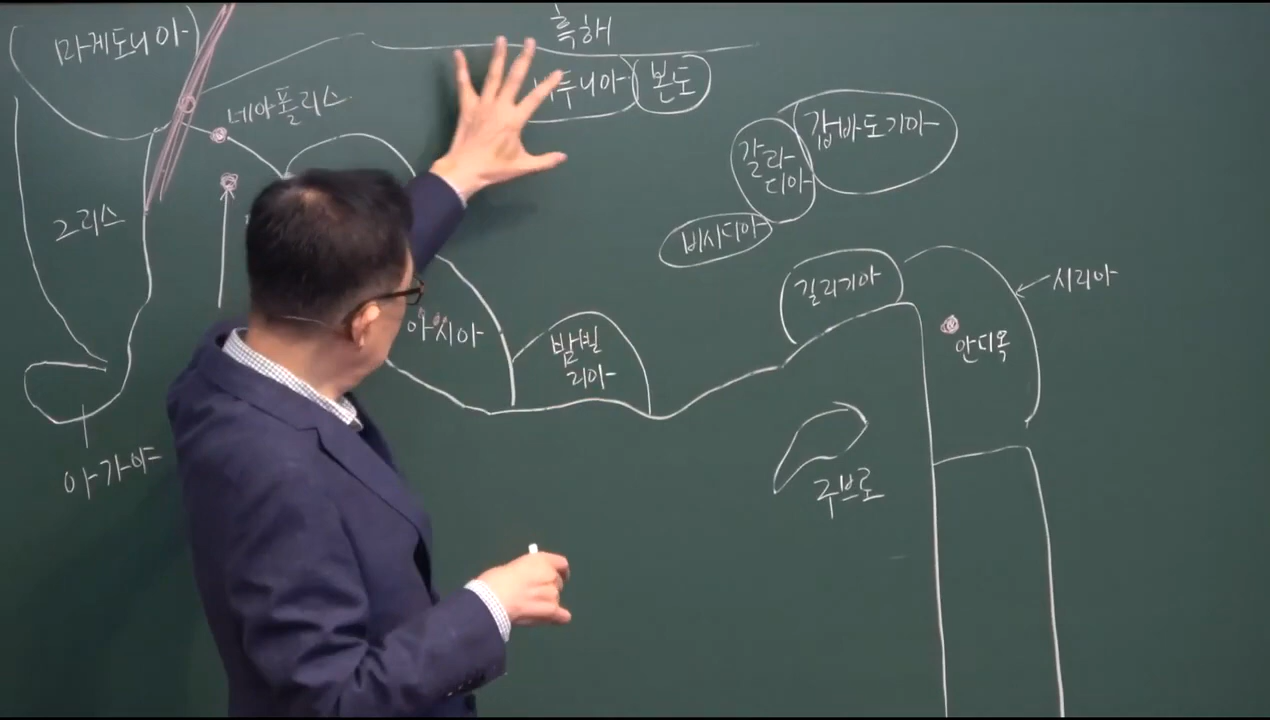 흑해
마게도니아
두니아
본도
네아폴리스
갑바도기아
갈라
디아
비시디아
그리스
길리기아
시리아
아시아
밤빌
리아
안디옥
아가야
구브로